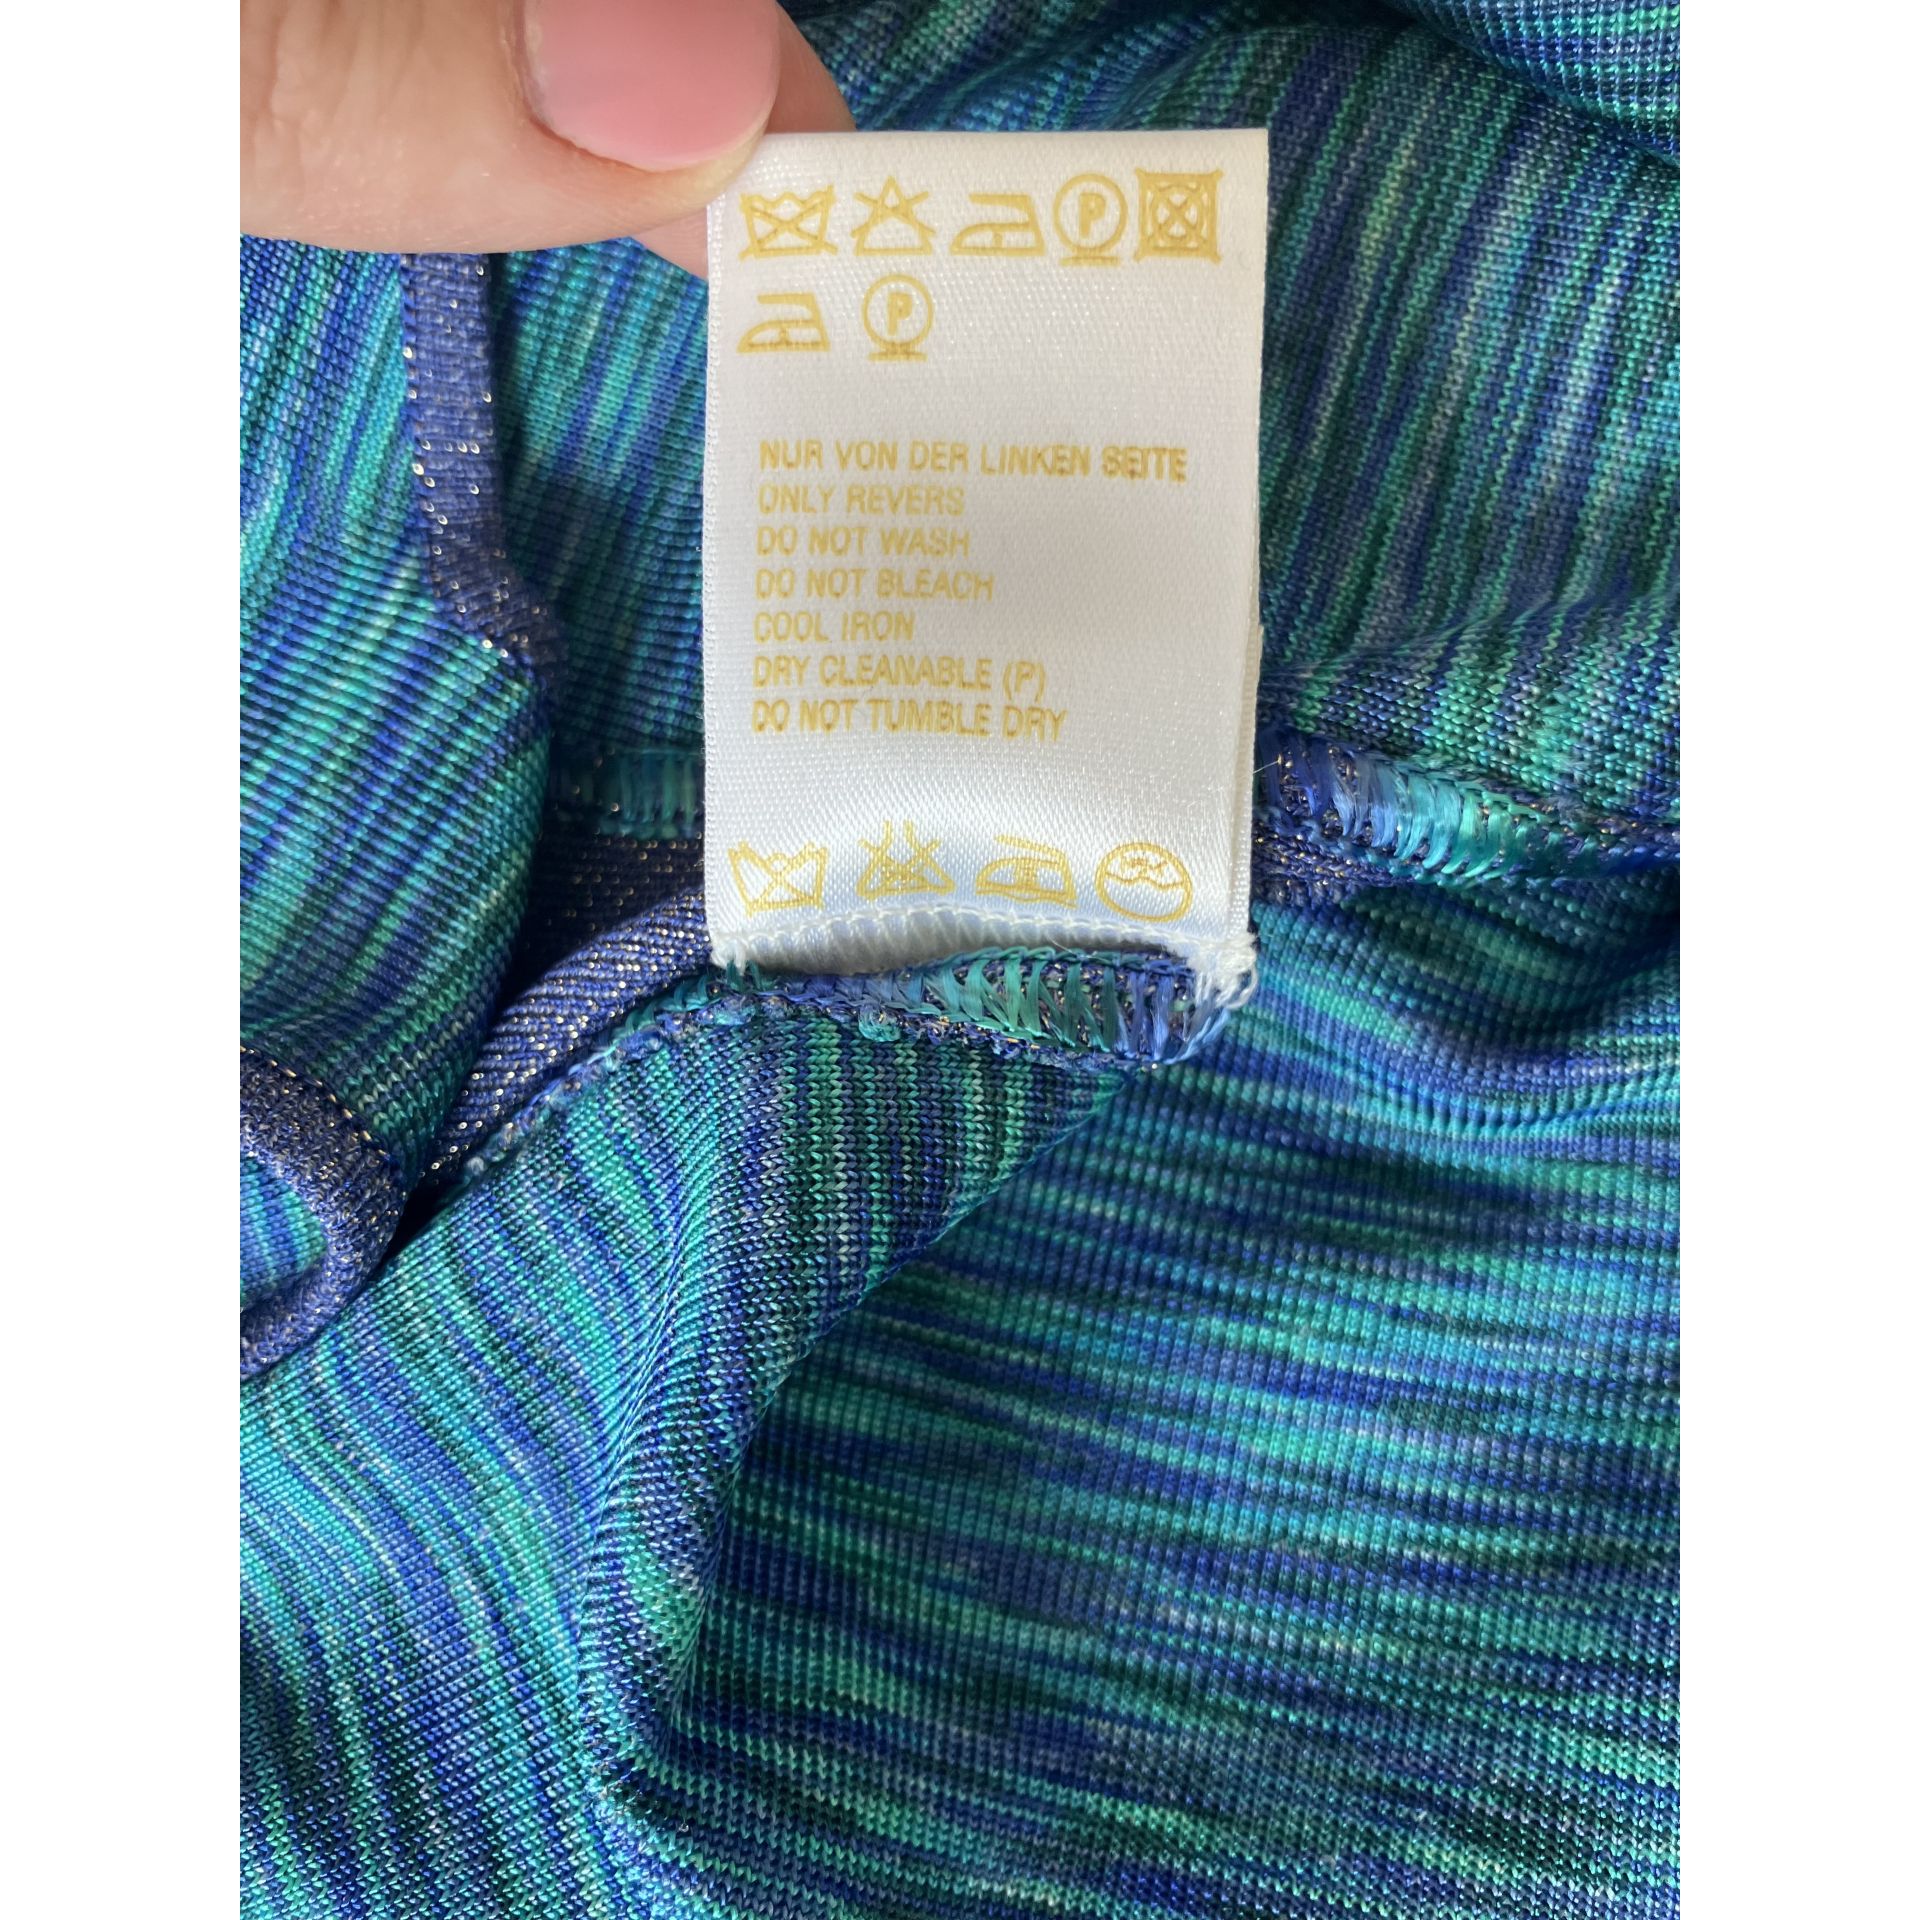 P
P
NUR VON DER LINKEN SEITE
ONLY REVERS
DO NOT WASH
DO NOT BLEACH
COOL IRON
DRY CLEANABLE (P)
DO NOT TUMBLE DRY